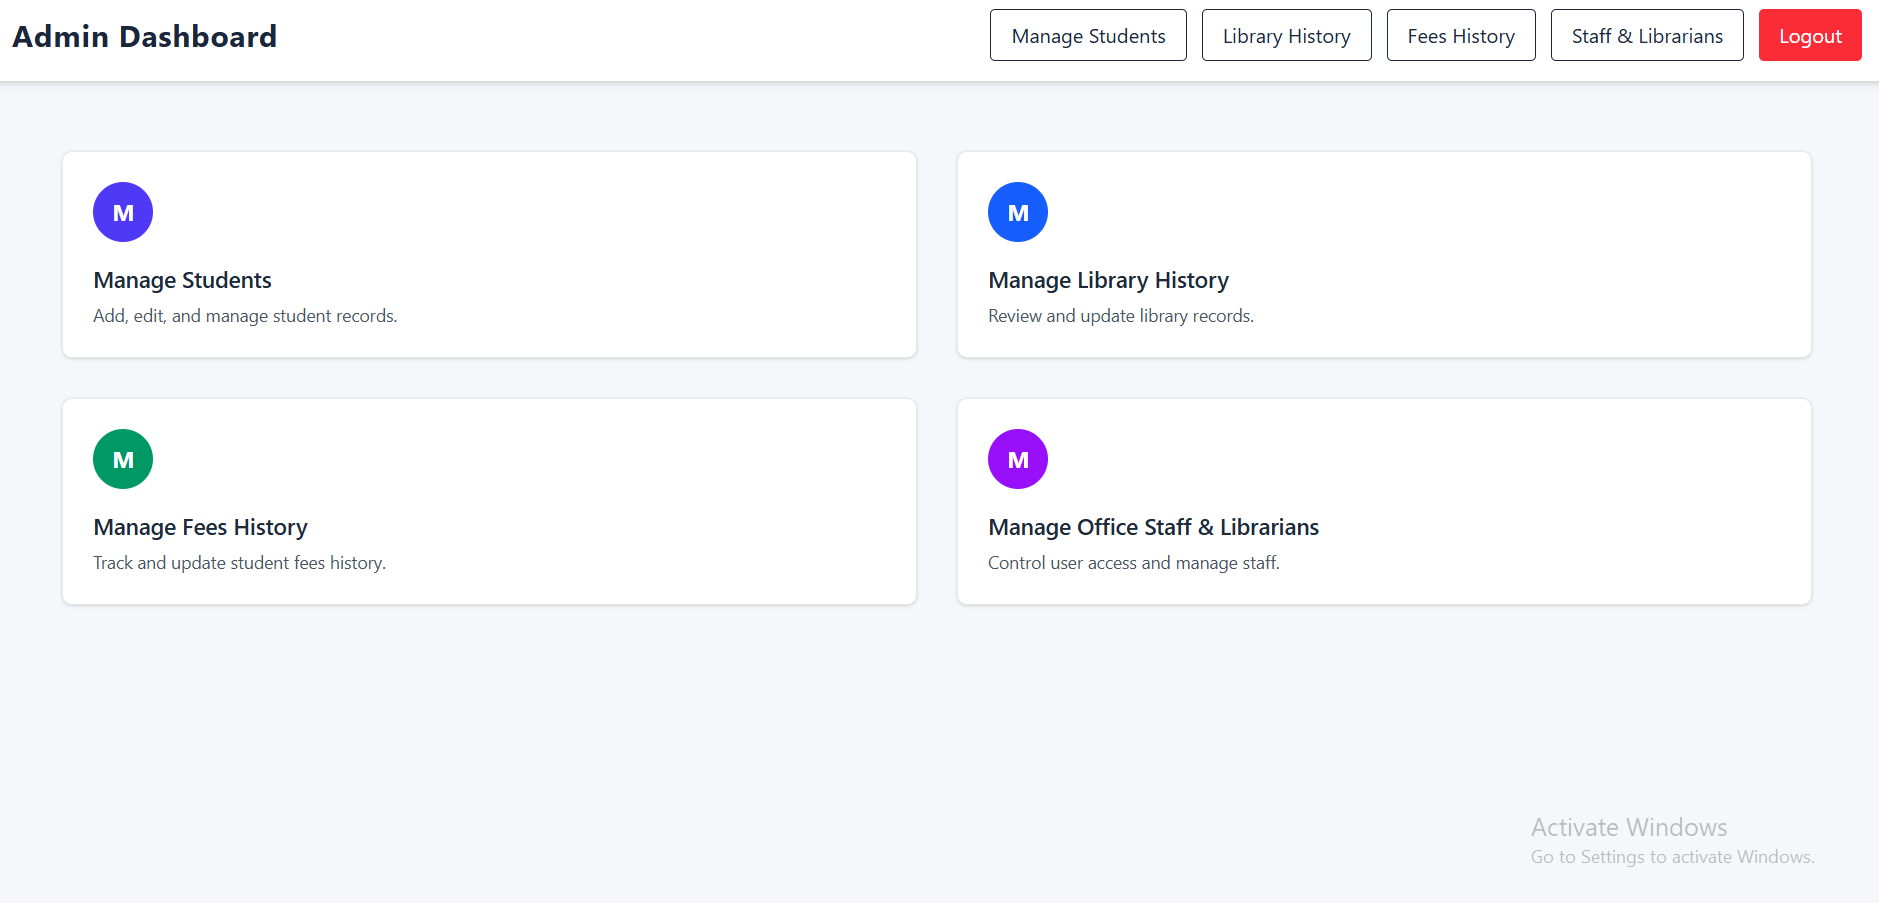 Admin Dashboard
Manage Students
Library History
Fees History
Staff & Librarians
Logout
M
Manage Students
Add, edit, and manage student records.
M
Manage Library History
Review and update library records.
M
Manage Fees History
Track and update student fees history.
M
Manage Office Staff & Librarians
Control user access and manage staff.
Activate Windows
Go to Settings to activate Windows.